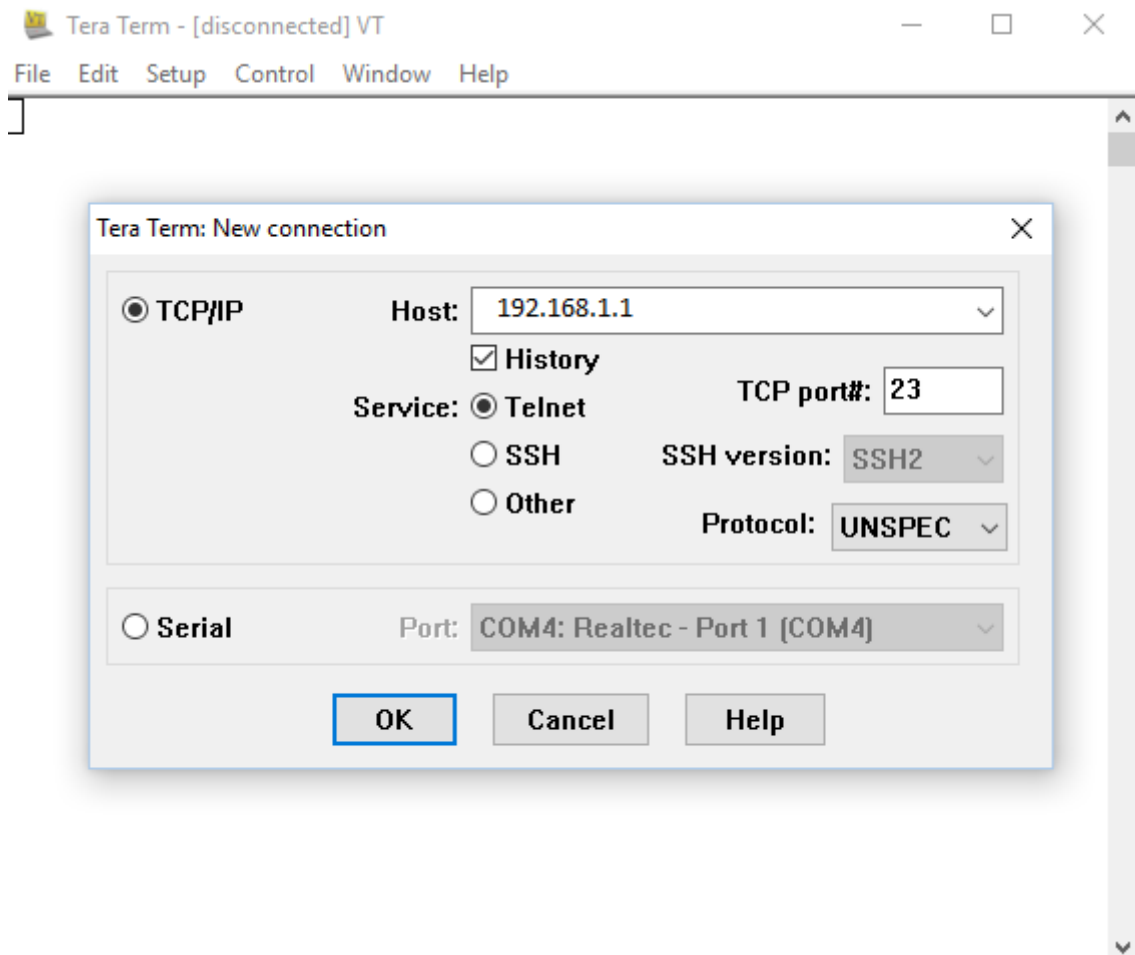 Tera Term - [disconnected] VT
File Edit Setup Control Window Help
Tera Term: New connection
TCP/IP Host: 192.168.1.1
History
TCP port#: 23
Service: Telnet
SSH SSH version: SSH2
Other
Protocol: UNSPEC
Serial Port: COM4: Realtec - Port 1 (COM4)
OK Cancel Help